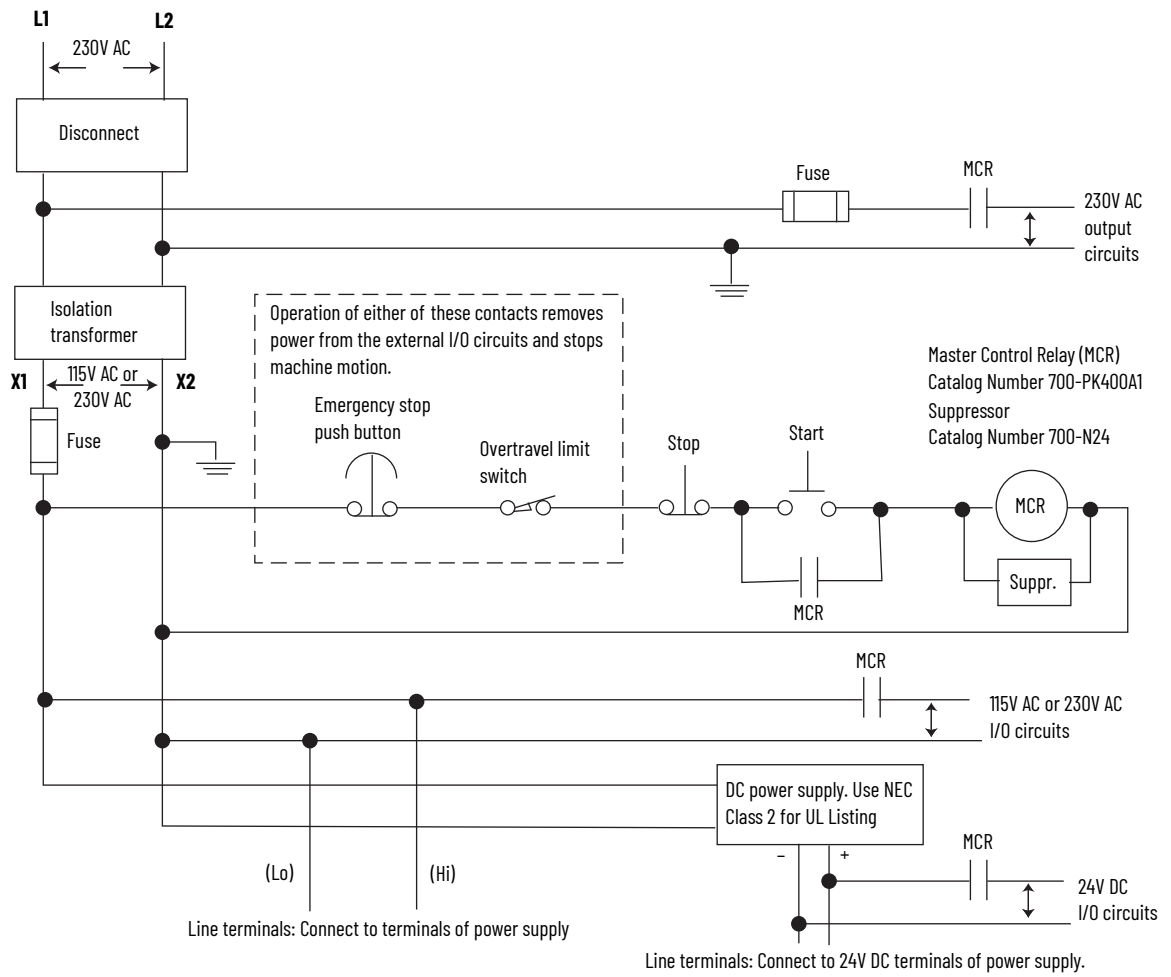 L1
L2
230V AC
Disconnect
Fuse
MCR
230V AC
output
circuits
Isolation
transformer
Operation of either of these contacts removes
power from the external I/O circuits and stops
machine motion.
Master Control Relay (MCR)
Catalog Number 700-PK400A1
Suppressor
Catalog Number 700-N24
X1
115V AC or
230V AC
X2
Fuse
Emergency stop
push button
Overtravel limit
switch
Stop
Start
MCR
Suppr.
MCR
MCR
115V AC or 230V AC
I/O circuits
DC power supply. Use NEC
Class 2 for UL Listing
(Lo)
(Hi)
–
+
MCR
24V DC
I/O circuits
Line terminals: Connect to terminals of power supply
Line terminals: Connect to 24V DC terminals of power supply.